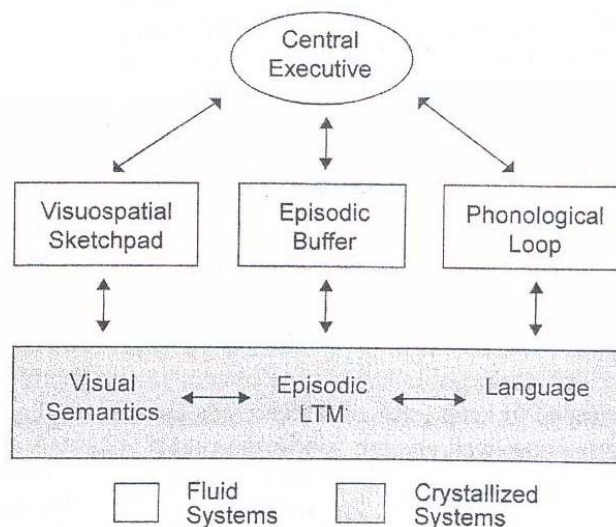 Central
Executive
Visuospatial
Sketchpad
Episodic
Buffer
Phonological
Loop
Visual
Semantics
Episodic
LTM
Language
Fluid
Systems
Crystallized
Systems